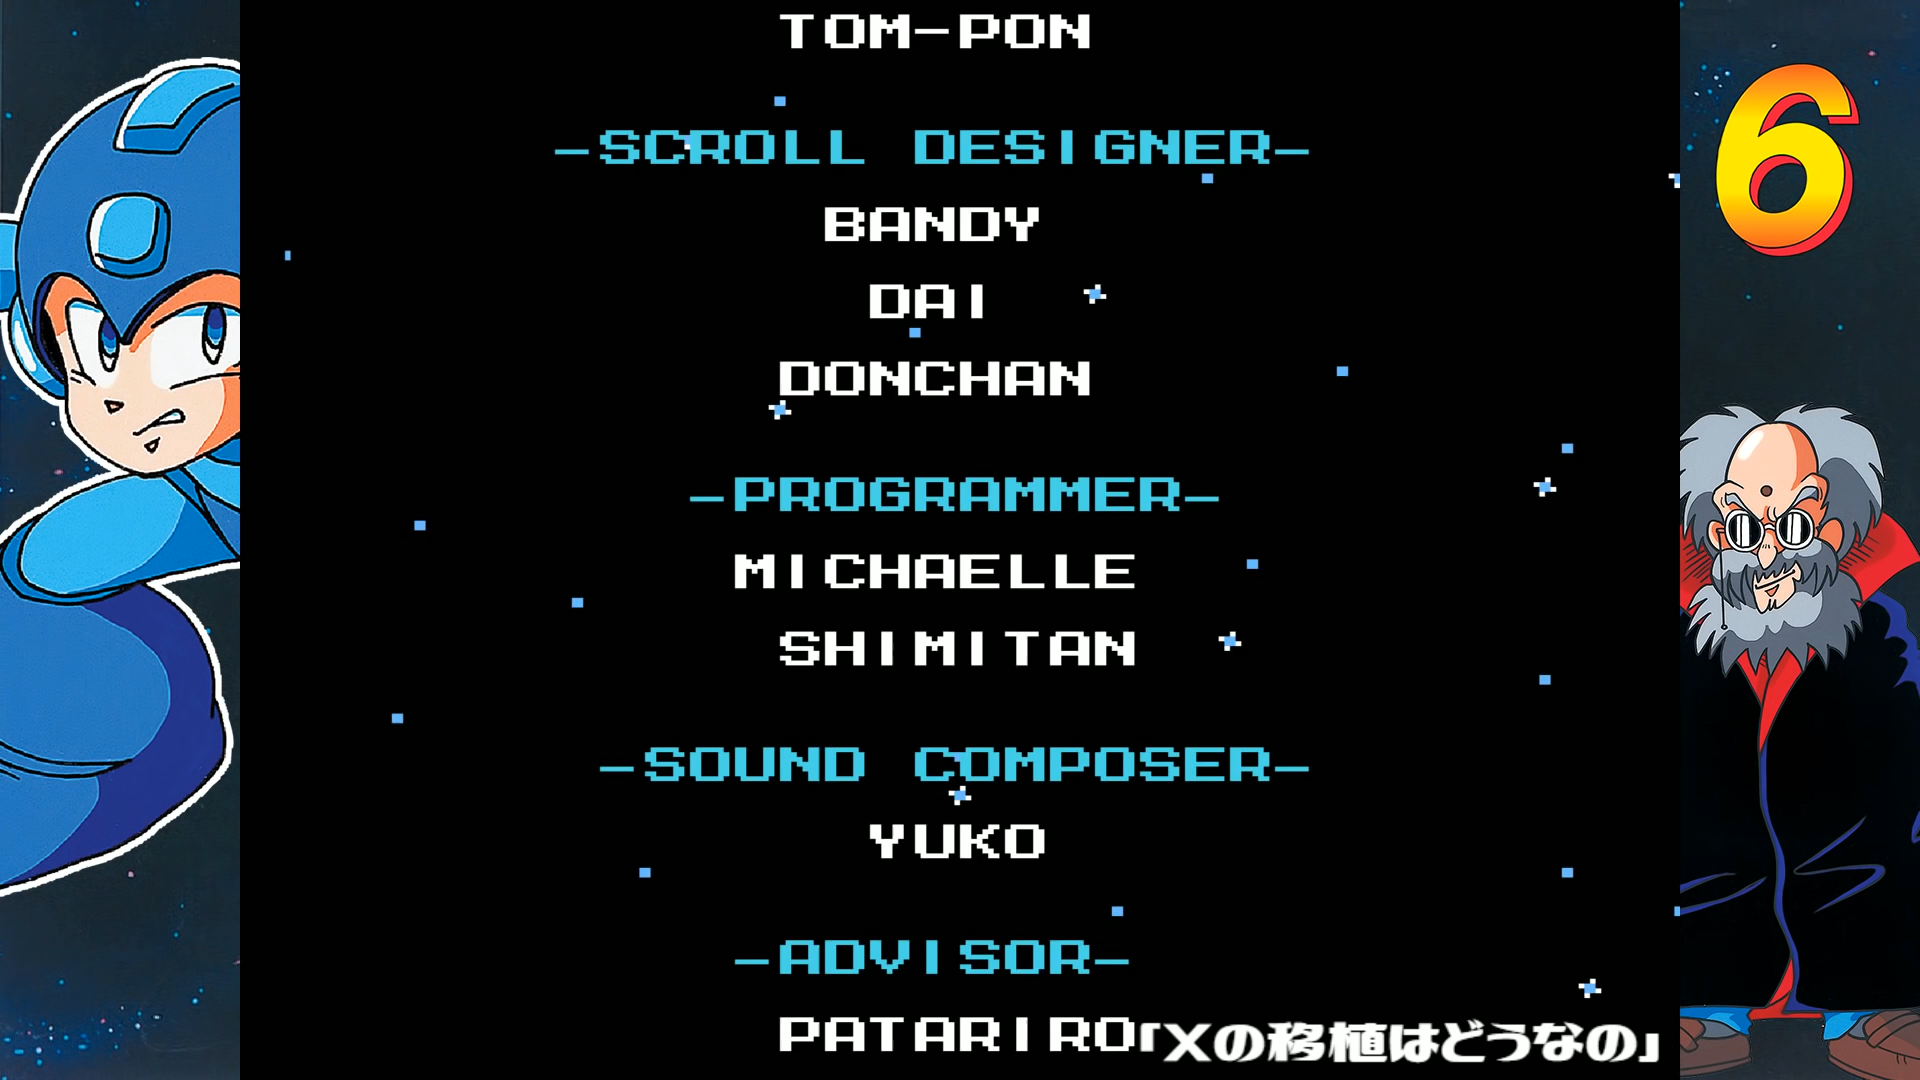 TOM-PON
-SCROLL DESIGNER-
6
BANDY
DAI
DONCHAN
-PROGRAMMER-
MICHAELLE
SHIMITAN
-SOUND COMPOSER-
YUKO
-ADVISOR-
PATARIRO
「Xの移植はどうなの」